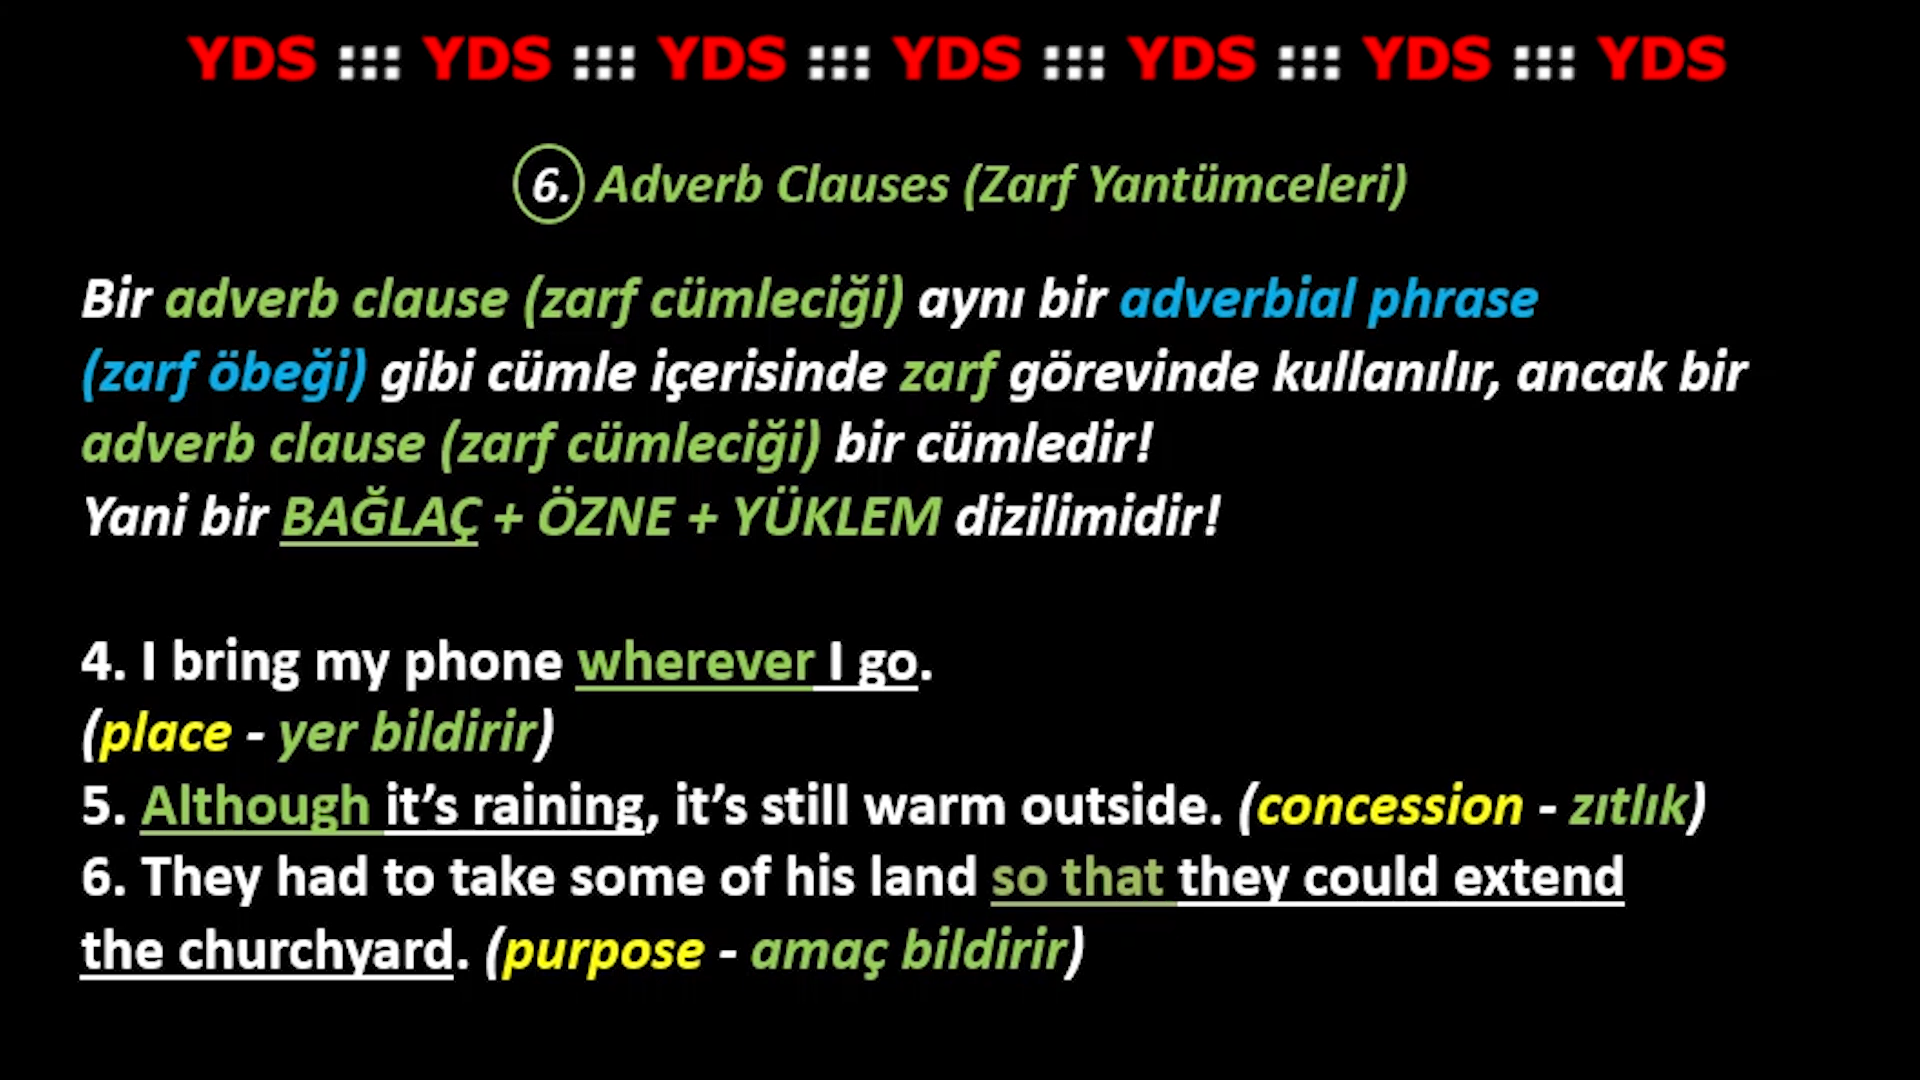 YDS ::: YDS ::: YDS ::: YDS ::: YDS ::: YDS ::: YDS
6. Adverb Clauses (Zarf Yantümceleri)
Bir adverb clause (zarf cümleciği) aynı bir adverbial phrase
(zarf öbeği) gibi cümle içerisinde zarf görevinde kullanılır, ancak bir
adverb clause (zarf cümleciği) bir cümledir!
Yani bir BAĞLAÇ + ÖZNE + YÜKLEM dizilimidir!
4. I bring my phone wherever I go.
(place - yer bildirir)
5. Although it’s raining, it’s still warm outside. (concession - zıtlık)
6. They had to take some of his land so that they could extend
the churchyard. (purpose - amaç bildirir)